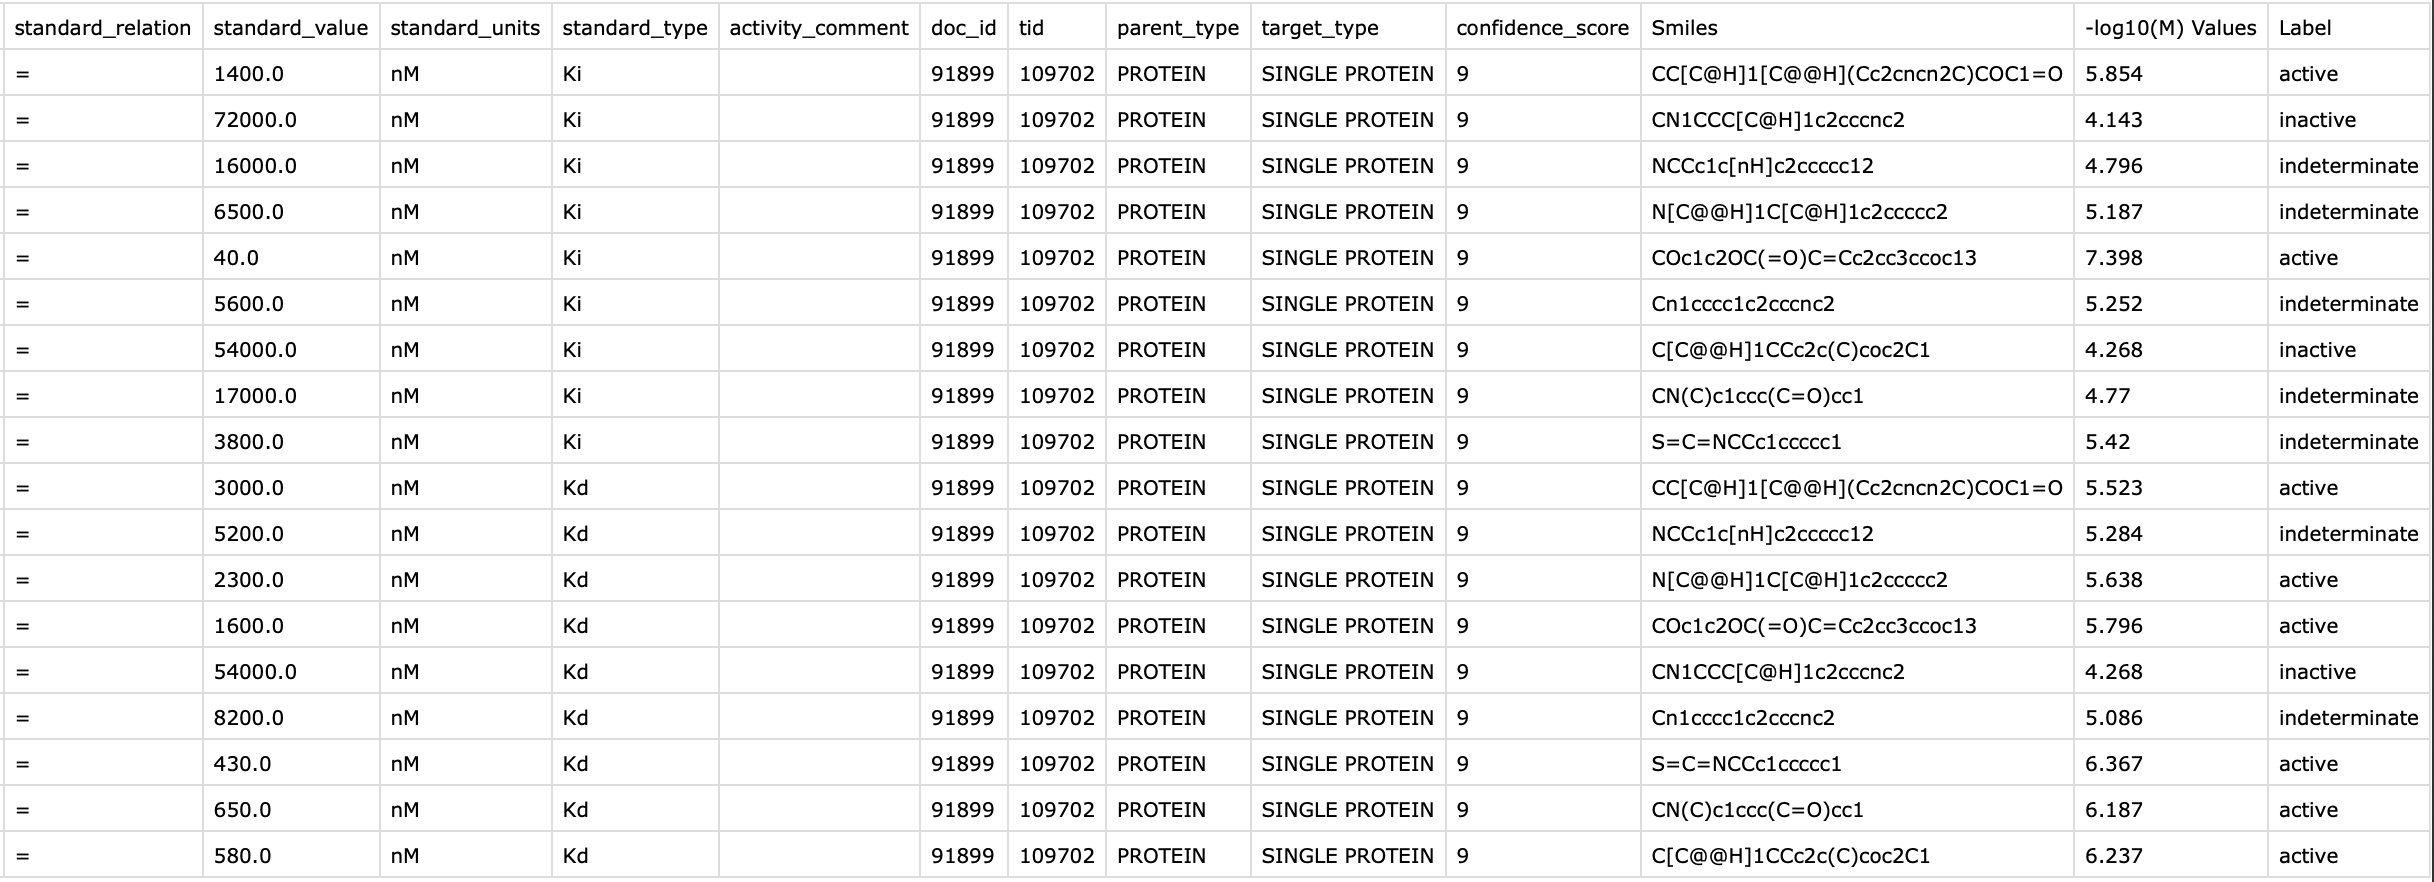 standard_relation standard_value standard_units standard_type activity_comment doc_id tid parent_type target_type confidence_score Smiles -log10(M) Values Label
= 1400.0 nM Ki 91899 109702 PROTEIN SINGLE PROTEIN 9 CC[C@H]1[C@@H](Cc2cncn2C)COC1=O 5.854 active
= 72000.0 nM Ki 91899 109702 PROTEIN SINGLE PROTEIN 9 CN1CCC[C@H]1c2cccnc2 4.143 inactive
= 16000.0 nM Ki 91899 109702 PROTEIN SINGLE PROTEIN 9 NCCc1c[nH]c2ccccc12 4.796 indeterminate
= 6500.0 nM Ki 91899 109702 PROTEIN SINGLE PROTEIN 9 N[C@@H]1C[C@H]1c2ccccc2 5.187 indeterminate
= 40.0 nM Ki 91899 109702 PROTEIN SINGLE PROTEIN 9 COc1c2OC(=O)C=Cc2cc3ccoc13 7.398 active
= 5600.0 nM Ki 91899 109702 PROTEIN SINGLE PROTEIN 9 Cn1cccc1c2cccnc2 5.252 indeterminate
= 54000.0 nM Ki 91899 109702 PROTEIN SINGLE PROTEIN 9 C[C@@H]1CCc2c(C)coc2C1 4.268 inactive
= 17000.0 nM Ki 91899 109702 PROTEIN SINGLE PROTEIN 9 CN(C)c1ccc(C=O)cc1 4.77 indeterminate
= 3800.0 nM Ki 91899 109702 PROTEIN SINGLE PROTEIN 9 S=C=NCCc1ccccc1 5.42 indeterminate
= 3000.0 nM Kd 91899 109702 PROTEIN SINGLE PROTEIN 9 CC[C@H]1[C@@H](Cc2cncn2C)COC1=O 5.523 active
= 5200.0 nM Kd 91899 109702 PROTEIN SINGLE PROTEIN 9 NCCc1c[nH]c2ccccc12 5.284 indeterminate
= 2300.0 nM Kd 91899 109702 PROTEIN SINGLE PROTEIN 9 N[C@@H]1C[C@H]1c2ccccc2 5.638 active
= 1600.0 nM Kd 91899 109702 PROTEIN SINGLE PROTEIN 9 COc1c2OC(=O)C=Cc2cc3ccoc13 5.796 active
= 54000.0 nM Kd 91899 109702 PROTEIN SINGLE PROTEIN 9 CN1CCC[C@H]1c2cccnc2 4.268 inactive
= 8200.0 nM Kd 91899 109702 PROTEIN SINGLE PROTEIN 9 Cn1cccc1c2cccnc2 5.086 indeterminate
= 430.0 nM Kd 91899 109702 PROTEIN SINGLE PROTEIN 9 S=C=NCCc1ccccc1 6.367 active
= 650.0 nM Kd 91899 109702 PROTEIN SINGLE PROTEIN 9 CN(C)c1ccc(C=O)cc1 6.187 active
= 580.0 nM Kd 91899 109702 PROTEIN SINGLE PROTEIN 9 C[C@@H]1CCc2c(C)coc2C1 6.237 active